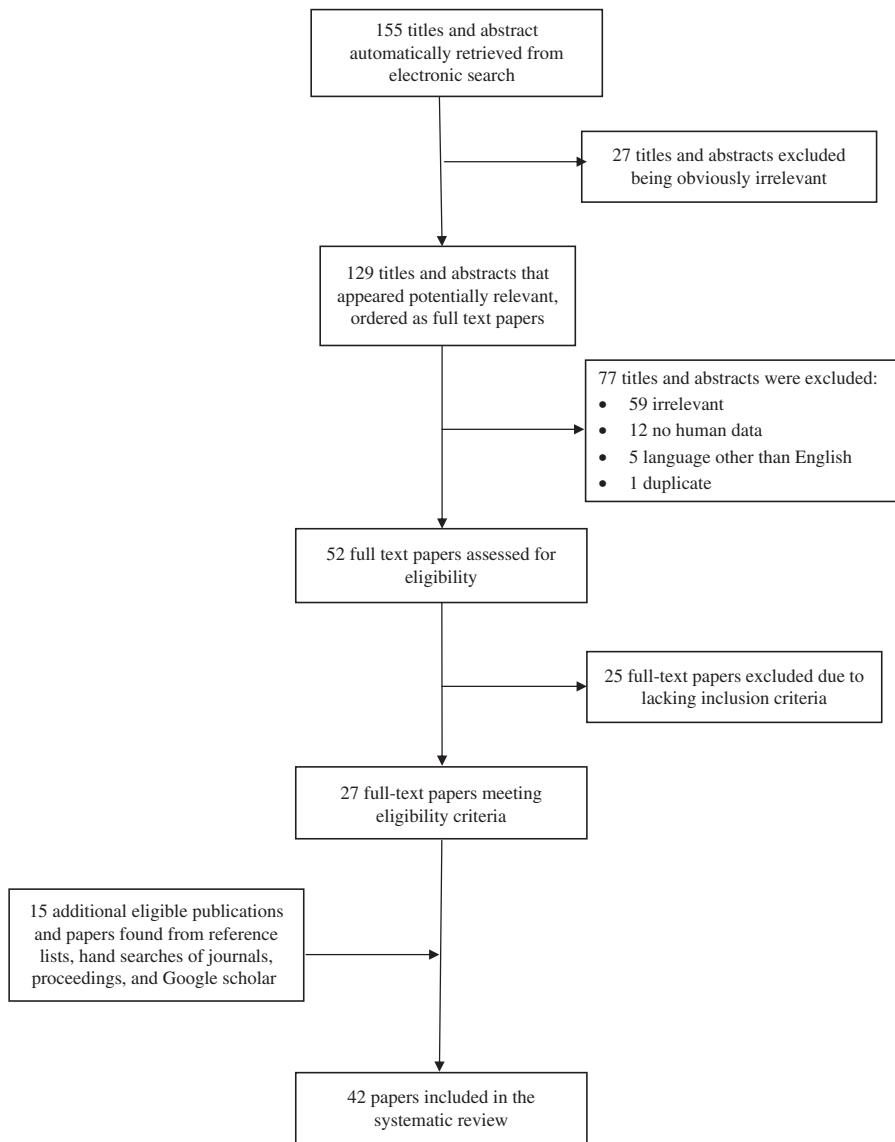 155 titles and abstract
automatically retrieved from
electronic search
27 titles and abstracts excluded
being obviously irrelevant
129 titles and abstracts that
appeared potentially relevant,
ordered as full text papers
77 titles and abstracts were excluded:
• 59 irrelevant
• 12 no human data
• 5 language other than English
• 1 duplicate
52 full text papers assessed for
eligibility
25 full-text papers excluded due to
lacking inclusion criteria
27 full-text papers meeting
eligibility criteria
15 additional eligible publications
and papers found from reference
lists, hand searches of journals,
proceedings, and Google scholar
42 papers included in the
systematic review